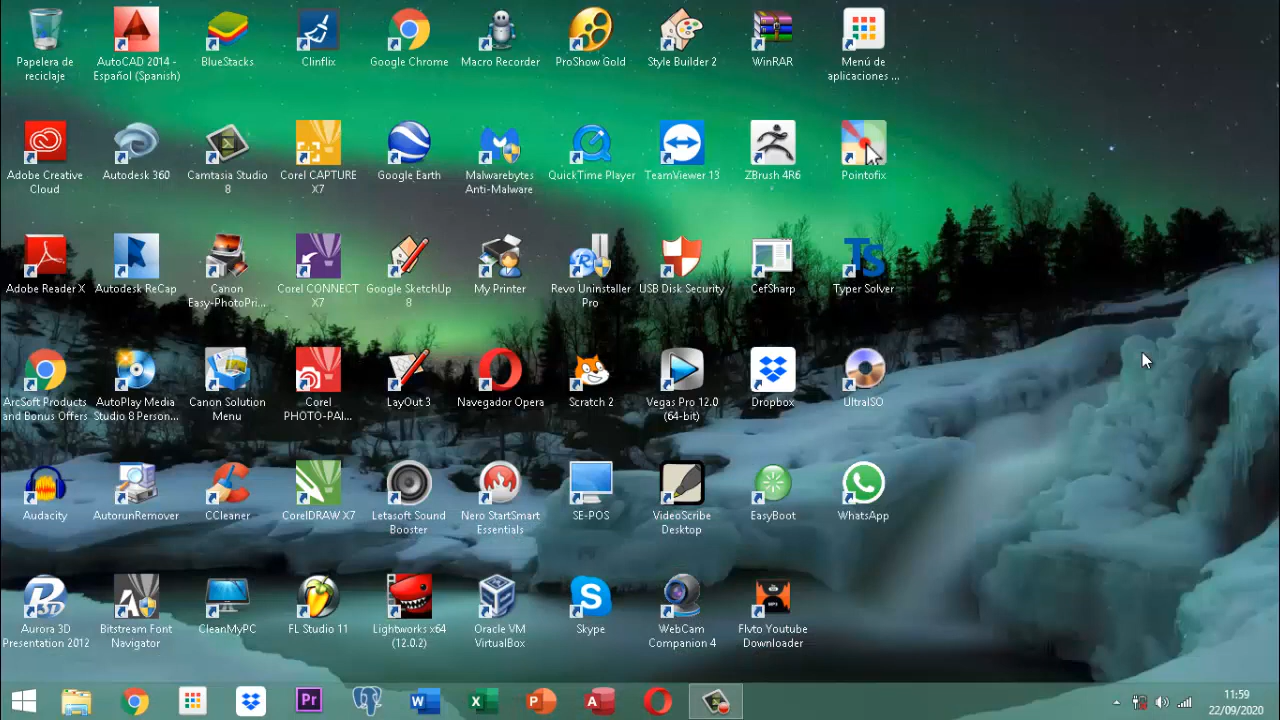 Papelera de
reciclaje
AutoCAD 2014 -
Español (Spanish)
BlueStacks
Clinflix
Google Chrome
Macro Recorder
ProShow Gold
Style Builder 2
WinRAR
Menú de
aplicaciones ...
Adobe Creative
Cloud
Autodesk 360
Camtasia Studio
8
Corel CAPTURE
X7
Google Earth
Malwarebytes
Anti-Malware
QuickTime Player
TeamViewer 13
ZBrush 4R6
Pointofix
Adobe Reader X
Autodesk ReCap
Canon
Easy-PhotoPri...
Corel CONNECT
X7
Google SketchUp
8
My Printer
Revo Uninstaller
Pro
USB Disk Security
CefSharp
Ts
Typer Solver
ArcSoft Products
and Bonus Offers
AutoPlay Media
Studio 8 Person...
Canon Solution
Menu
Corel
PHOTO-PAI...
LayOut 3
Navegador Opera
Scratch 2
Vegas Pro 12.0
(64-bit)
Dropbox
UltraISO
Audacity
AutorunRemover
CCleaner
CorelDRAW X7
Letasoft Sound
Booster
Nero StartSmart
Essentials
SE-POS
VideoScribe
Desktop
EasyBoot
WhatsApp
Aurora 3D
Presentation 2012
Bitstream Font
Navigator
CleanMyPC
FL Studio 11
Lightworks x64
(12.0.2)
Oracle VM
VirtualBox
Skype
WebCam
Companion 4
Flvto Youtube
Downloader
Pr
W
X
P
A
11:59
22/09/2020